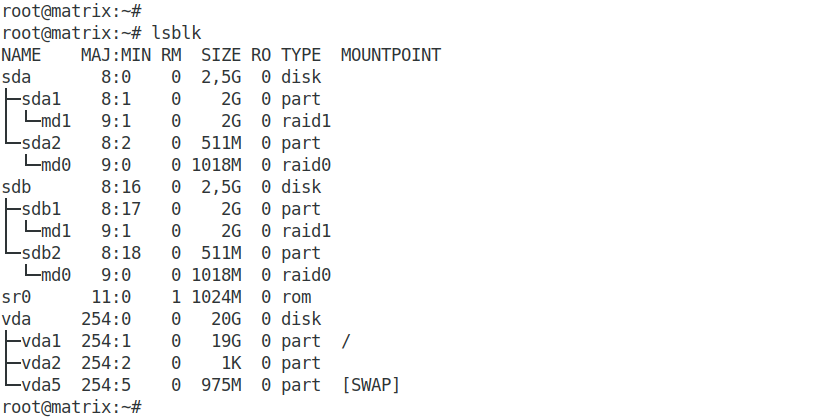 root@matrix:~#
root@matrix:~# lsblk
NAME    MAJ:MIN RM  SIZE RO TYPE  MOUNTPOINT
sda       8:0    0  2,5G  0 disk
├─sda1    8:1    0    2G  0 part
│ └─md1   9:1    0    2G  0 raid1
└─sda2    8:2    0  511M  0 part
  └─md0   9:0    0 1018M  0 raid0
sdb       8:16   0  2,5G  0 disk
├─sdb1    8:17   0    2G  0 part
│ └─md1   9:1    0    2G  0 raid1
└─sdb2    8:18   0  511M  0 part
  └─md0   9:0    0 1018M  0 raid0
sr0      11:0    1 1024M  0 rom
vda     254:0    0   20G  0 disk
├─vda1  254:1    0   19G  0 part  /
├─vda2  254:2    0    1K  0 part
└─vda5  254:5    0  975M  0 part  [SWAP]
root@matrix:~#